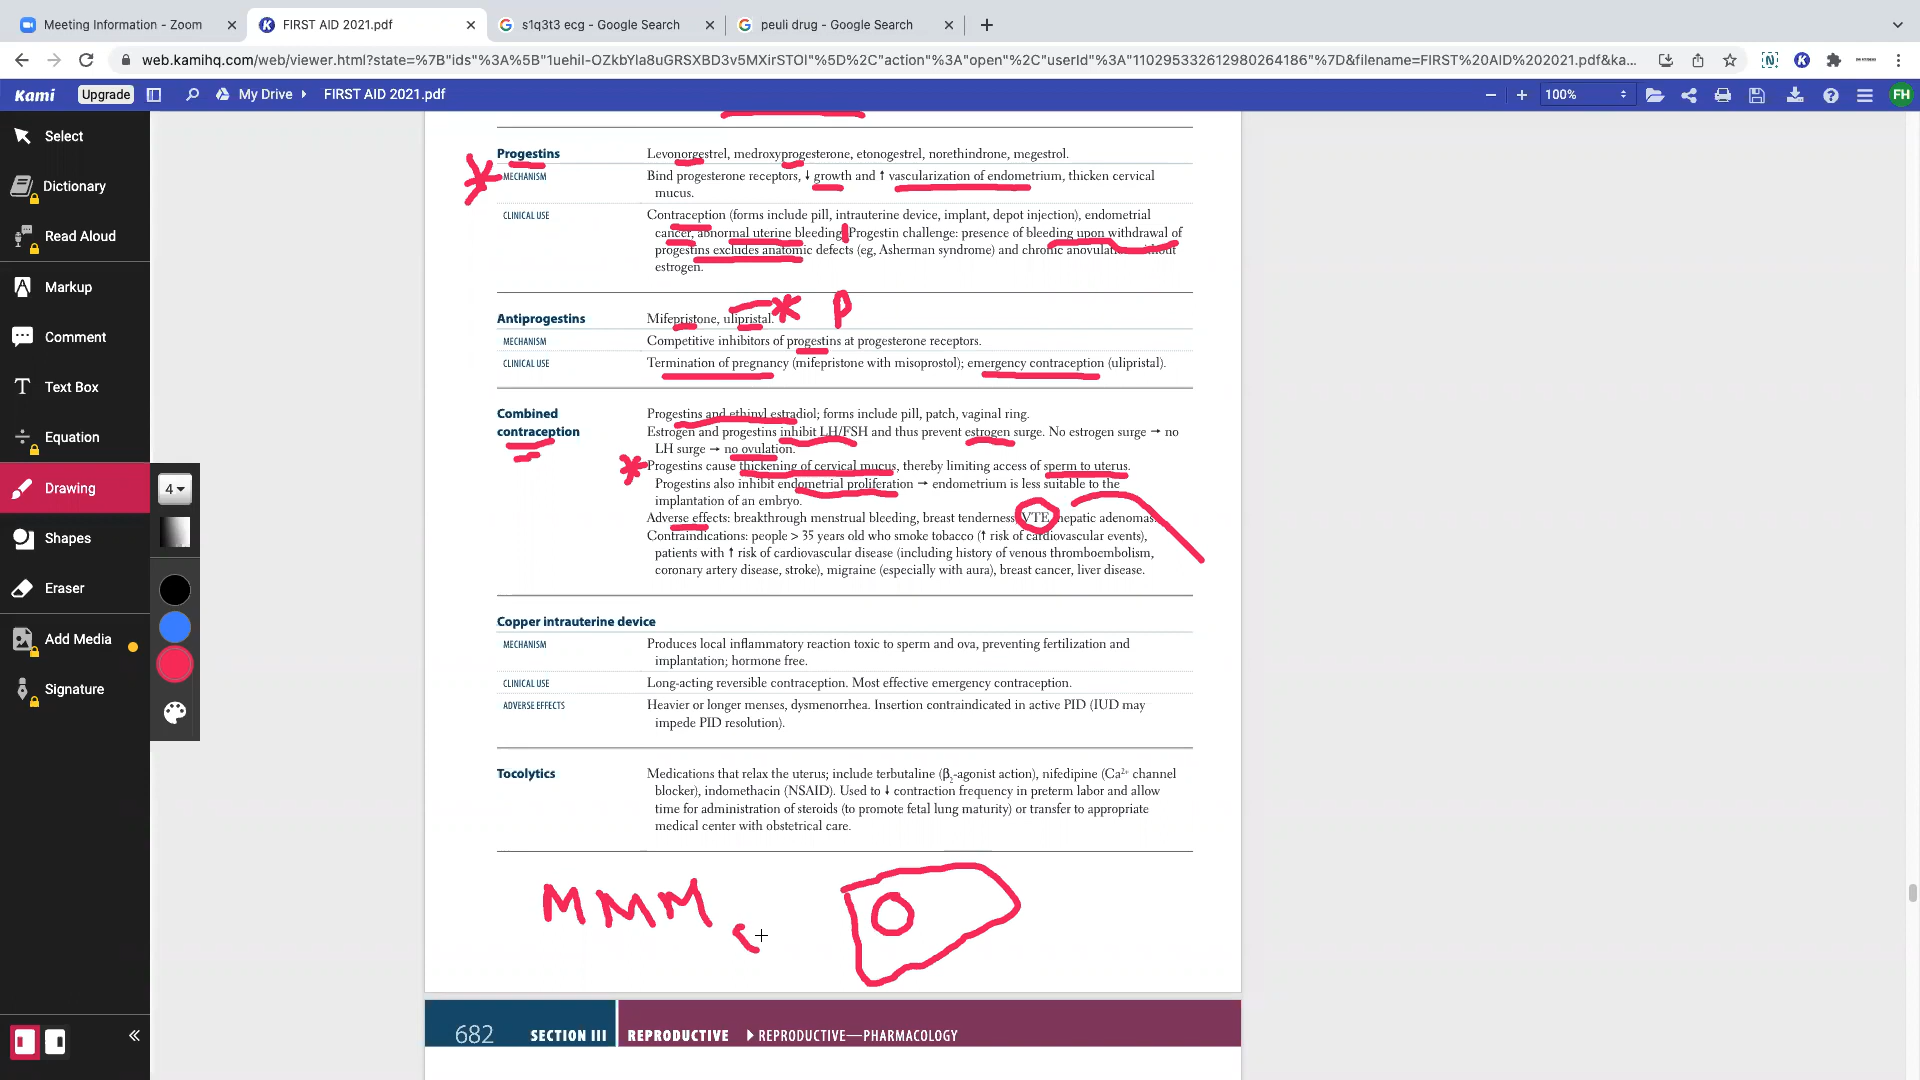 Meeting Information - Zoom
FIRST AID 2021.pdf
s1q3t3 ecg - Google Search
peuli drug - Google Search
web.kamihq.com/web/viewer.html?state=%7B"ids"%3A%5B"1uehil-OZkbYla8uGRSXBD3v5MXirSTOl"%5D%2C"action"%3A"open"%2C"userId"%3A"110295332612980264186"%7D&filename=FIRST%20AID%202021.pdf&ka...
Kami
Upgrade
My Drive
FIRST AID 2021.pdf
100%
FH
Select
Dictionary
Read Aloud
Markup
Comment
Text Box
Equation
Drawing
4
Shapes
Eraser
Add Media
Signature
Progestins
Levonorgestrel, medroxyprogesterone, etonogestrel, norethindrone, megestrol.
MECHANISM
Bind progesterone receptors, ↓ growth and ↑ vascularization of endometrium, thicken cervical
mucus.
CLINICAL USE
Contraception (forms include pill, intrauterine device, implant, depot injection), endometrial
cancer, abnormal uterine bleeding. Progestin challenge: presence of bleeding upon withdrawal of
progestins excludes anatomic defects (eg, Asherman syndrome) and chronic anovulation without
estrogen.
P
Antiprogestins
Mifepristone, ulipristal.
MECHANISM
Competitive inhibitors of progestins at progesterone receptors.
CLINICAL USE
Termination of pregnancy (mifepristone with misoprostol); emergency contraception (ulipristal).
Combined
contraception
Progestins and ethinyl estradiol; forms include pill, patch, vaginal ring.
Estrogen and progestins inhibit LH/FSH and thus prevent estrogen surge. No estrogen surge → no
LH surge → no ovulation.
Progestins cause thickening of cervical mucus, thereby limiting access of sperm to uterus.
Progestins also inhibit endometrial proliferation → endometrium is less suitable to the
implantation of an embryo.
Adverse effects: breakthrough menstrual bleeding, breast tenderness, VTE, hepatic adenomas.
Contraindications: people > 35 years old who smoke tobacco (↑ risk of cardiovascular events),
patients with ↑ risk of cardiovascular disease (including history of venous thromboembolism,
coronary artery disease, stroke), migraine (especially with aura), breast cancer, liver disease.
Copper intrauterine device
MECHANISM
Produces local inflammatory reaction toxic to sperm and ova, preventing fertilization and
implantation; hormone free.
CLINICAL USE
Long-acting reversible contraception. Most effective emergency contraception.
ADVERSE EFFECTS
Heavier or longer menses, dysmenorrhea. Insertion contraindicated in active PID (IUD may
impede PID resolution).
Tocolytics
Medications that relax the uterus; include terbutaline (β₂-agonist action), nifedipine (Ca²⁺ channel
blocker), indomethacin (NSAID). Used to ↓ contraction frequency in preterm labor and allow
time for administration of steroids (to promote fetal lung maturity) or transfer to appropriate
medical center with obstetrical care.
MMM
682 SECTION III REPRODUCTIVE ▶ REPRODUCTIVE—PHARMACOLOGY